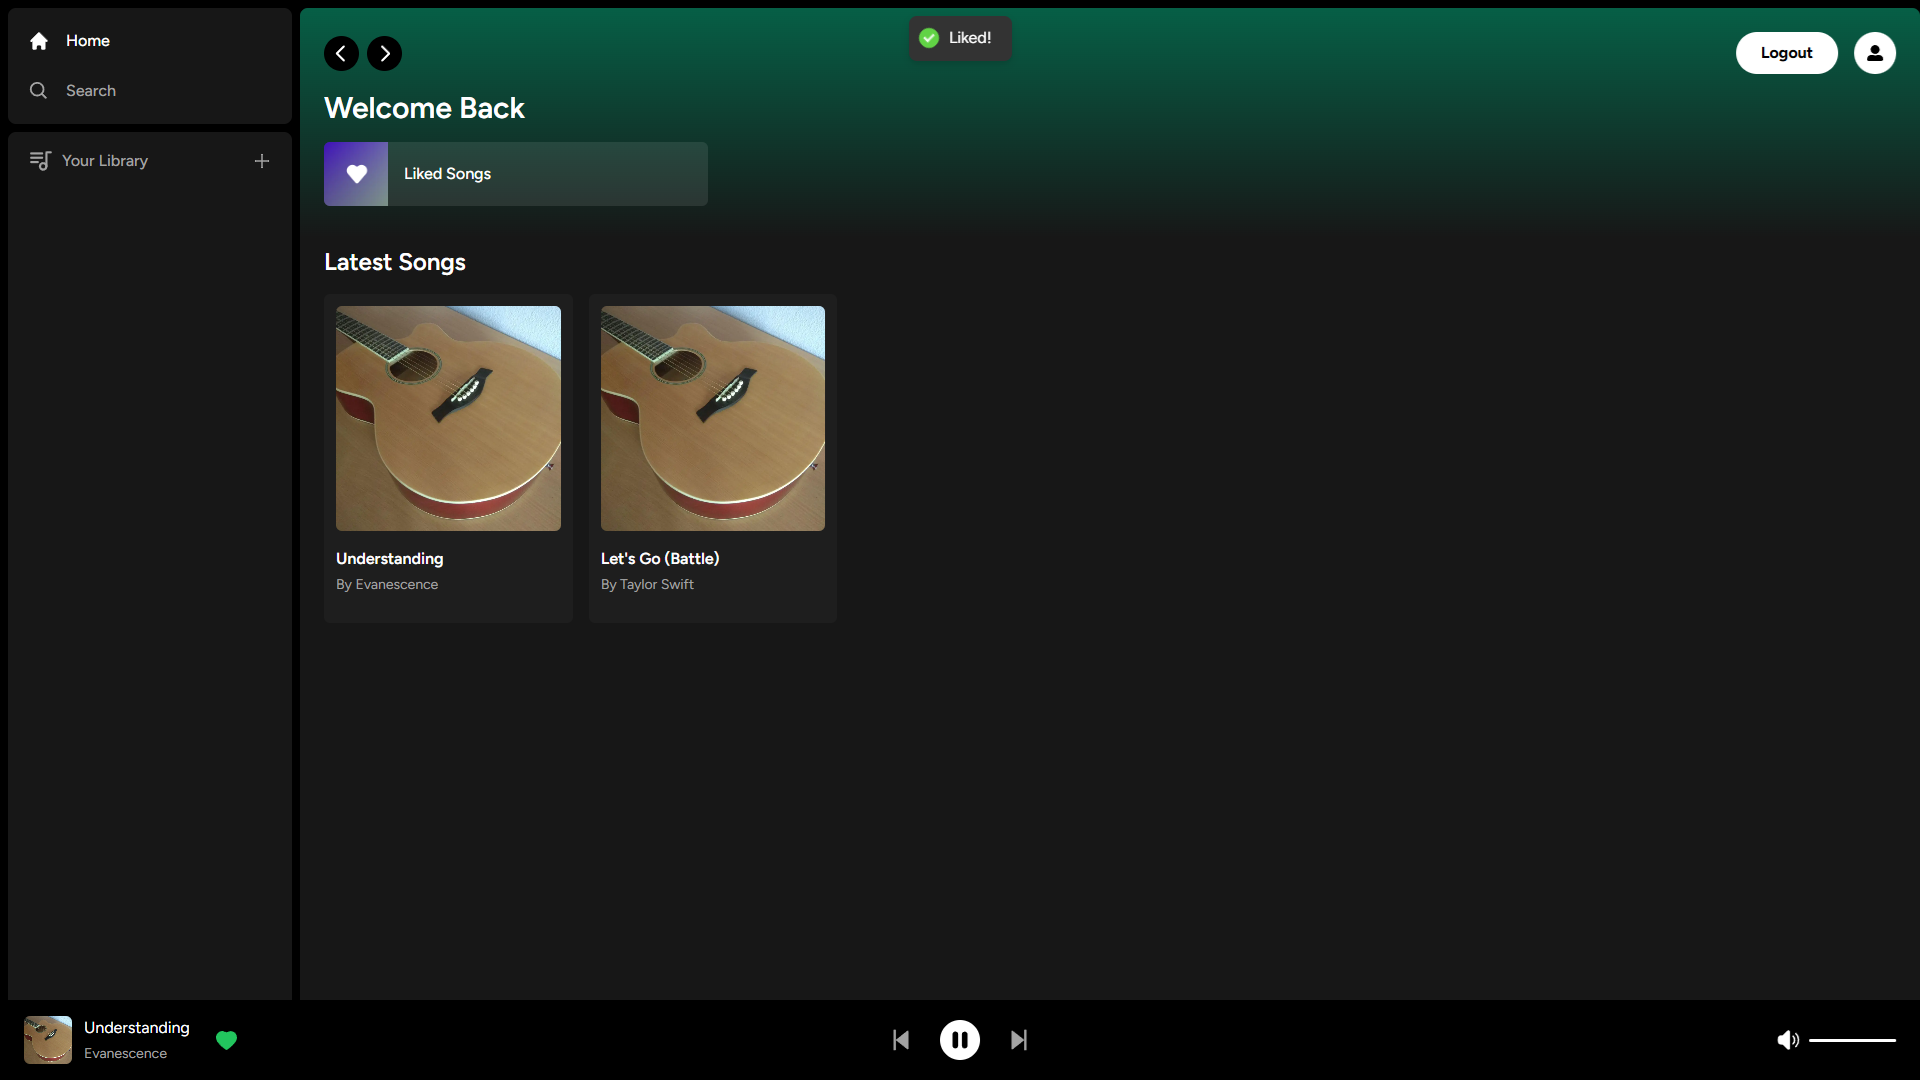 Home
Search
Your Library
Liked!
Logout
Welcome Back
Liked Songs
Latest Songs
Understanding
By Evanescence
Let's Go (Battle)
By Taylor Swift
Understanding
Evanescence